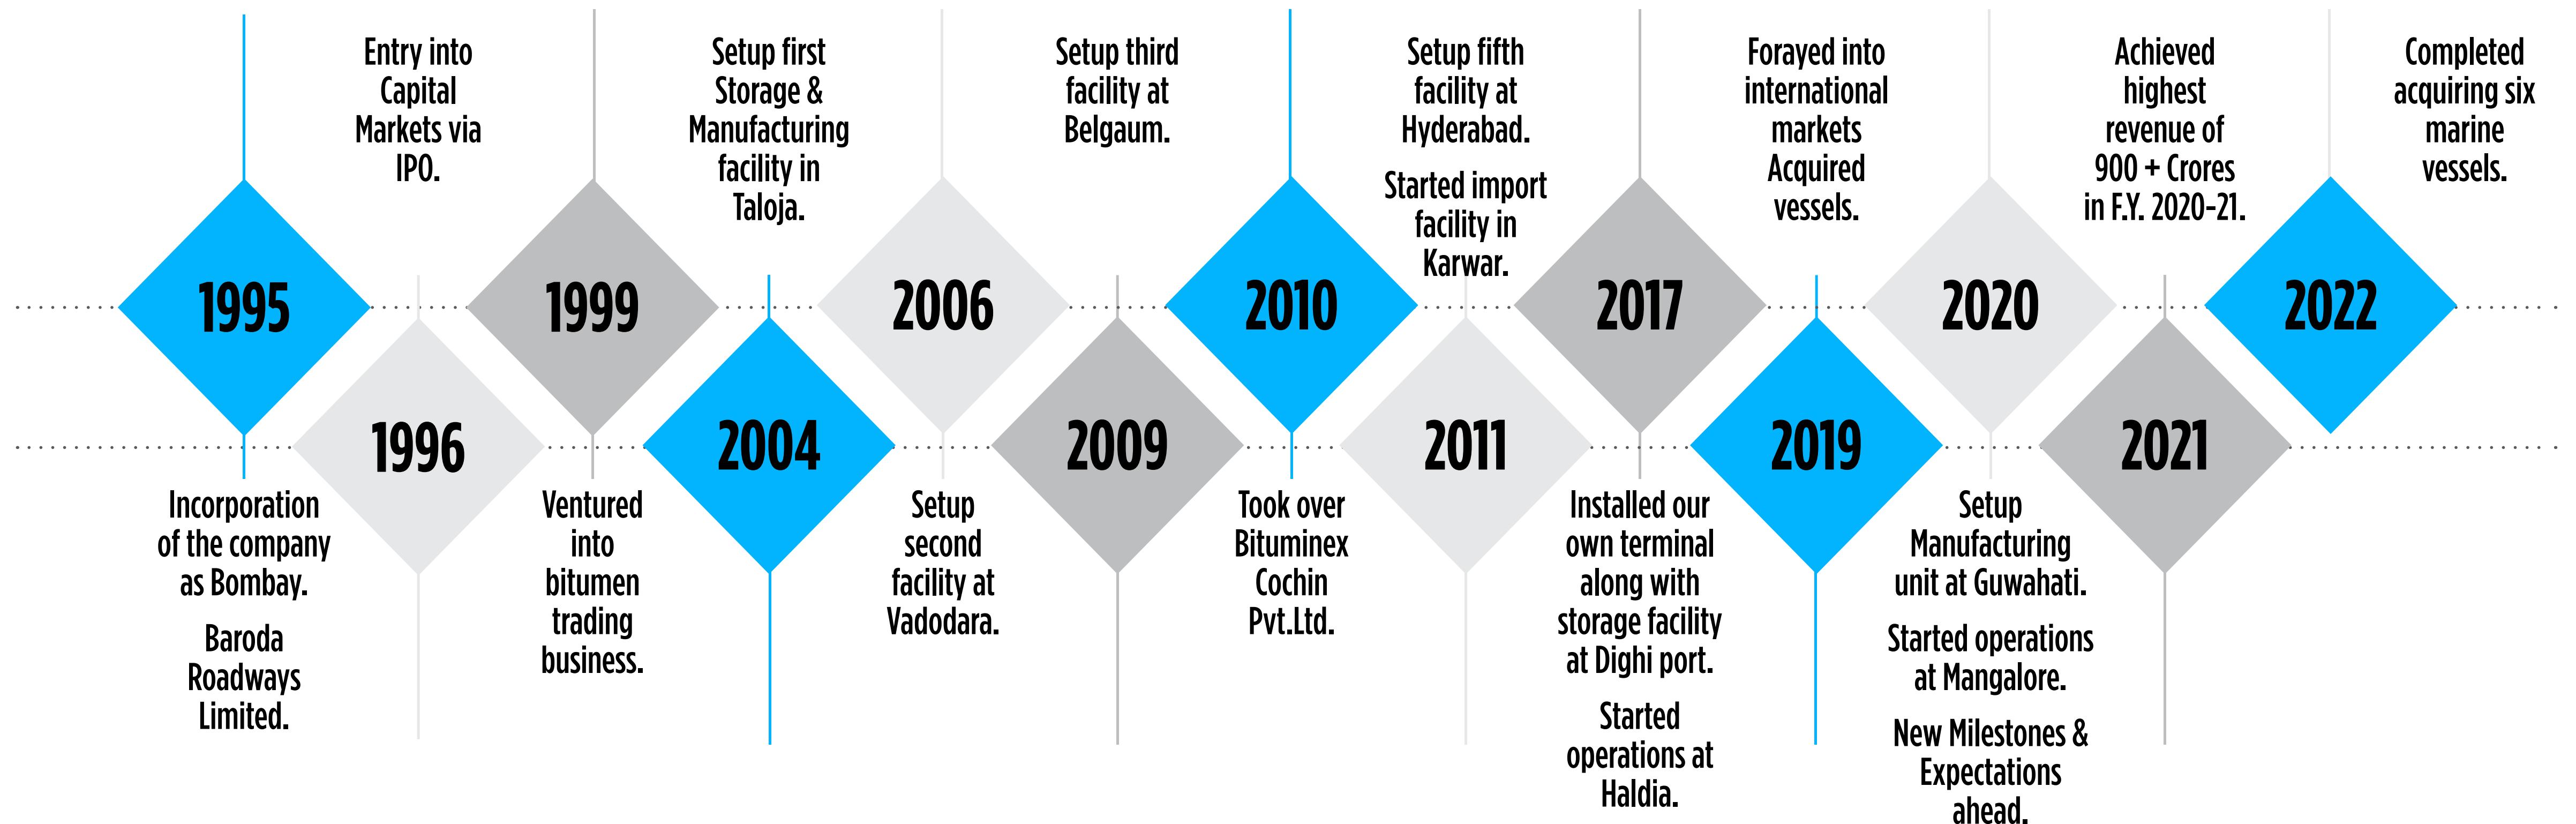 1995
Incorporation
of the company
as Bombay.
Baroda
Roadways
Limited.
Entry into
Capital
Markets via
IPO.
1996
1999
Ventured
into
bitumen
trading
business.
Setup first
Storage &
Manufacturing
facility in
Taloja.
2004
2006
Setup
second
facility at
Vadodara.
Setup third
facility at
Belgaum.
2009
2010
Took over
Bituminex
Cochin
Pvt.Ltd.
Setup fifth
facility at
Hyderabad.
Started import
facility in
Karwar.
2011
2017
Installed our
own terminal
along with
storage facility
at Dighi port.
Started
operations at
Haldia.
Forayed into
international
markets
Acquired
vessels.
2019
2020
Setup
Manufacturing
unit at Guwahati.
Started operations
at Mangalore.
New Milestones &
Expectations
ahead.
Achieved
highest
revenue of
900 + Crores
in F.Y. 2020-21.
2021
2022
Completed
acquiring six
marine
vessels.